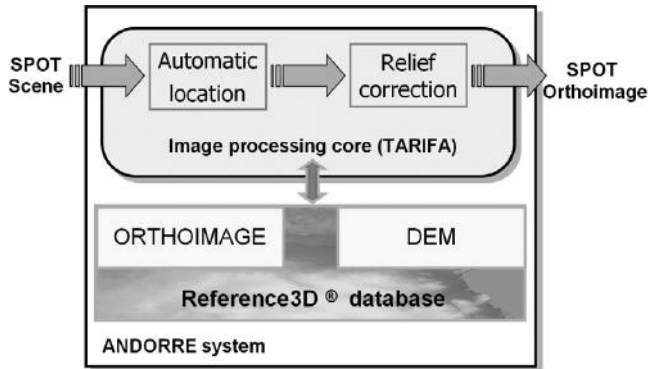 SPOT
Scene
Automatic
location
Relief
correction
SPOT
Orthoimage
Image processing core (TARIFA)
ORTHOIMAGE
DEM
Reference3D ® database
ANDORRE system